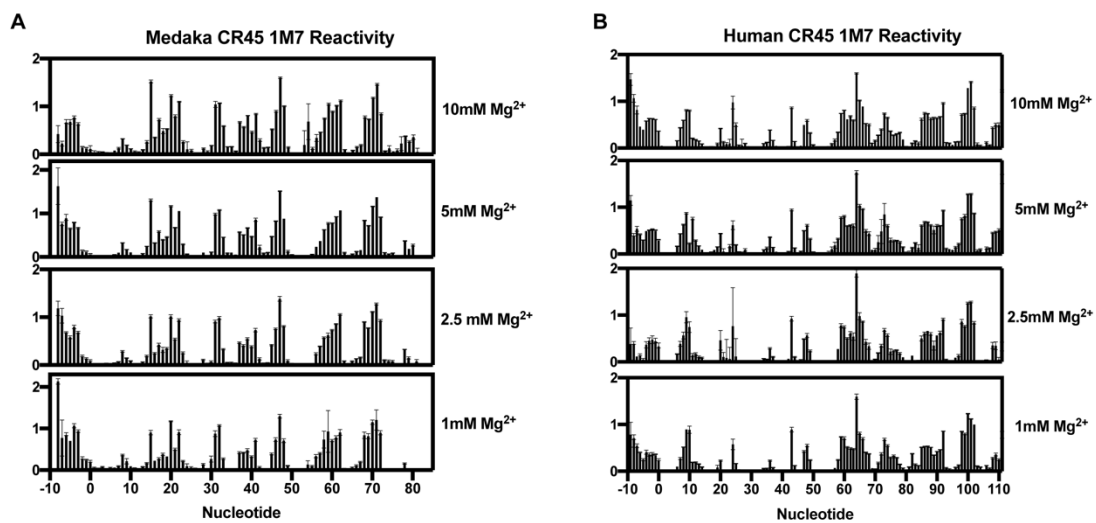 A
Medaka CR45 1M7 Reactivity
2
1
0
10mM Mg²⁺
2
1
0
5mM Mg²⁺
2
1
0
2.5 mM Mg²⁺
2
1
0
1mM Mg²⁺
-10 0 10 20 30 40 50 60 70 80
Nucleotide
B
Human CR45 1M7 Reactivity
2
1
0
10mM Mg²⁺
2
1
0
5mM Mg²⁺
2
1
0
2.5mM Mg²⁺
2
1
0
1mM Mg²⁺
-10 0 10 20 30 40 50 60 70 80 90 100 110
Nucleotide